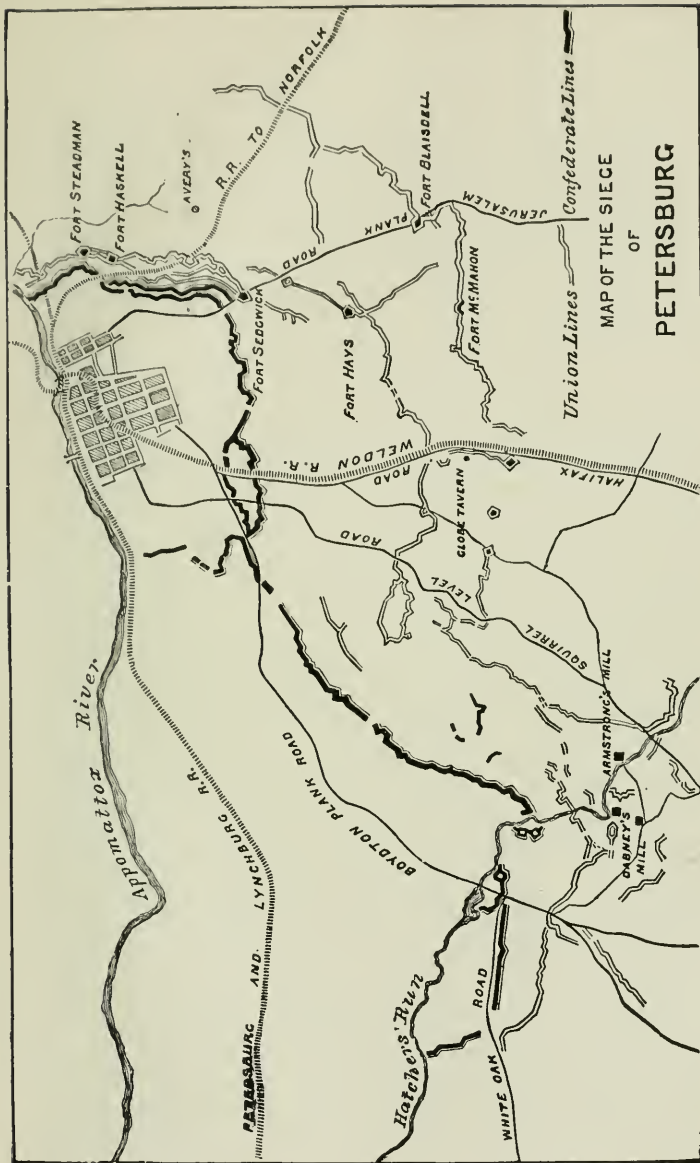 MAP OF THE SIEGE
OF
PETERSBURG
Union Lines
Confederate Lines
Appomattox River
PETERSBURG AND LYNCHBURG R.R.
Hatchers' Run
WHITE OAK ROAD
BOYDTON PLANK ROAD
SQUIRREL LEVEL ROAD
WELDON R.R.
HALIFAX ROAD
JERUSALEM PLANK ROAD
R.R. TO NORFOLK
FORT STEADMAN
FORT HASKELL
AVERY'S
FORT SEDGWICK
FORT HAYS
FORT BLAISDELL
FORT McMAHON
GLOBE TAVERN
ARMSTRONG'S MILL
DABNEY'S
MILL